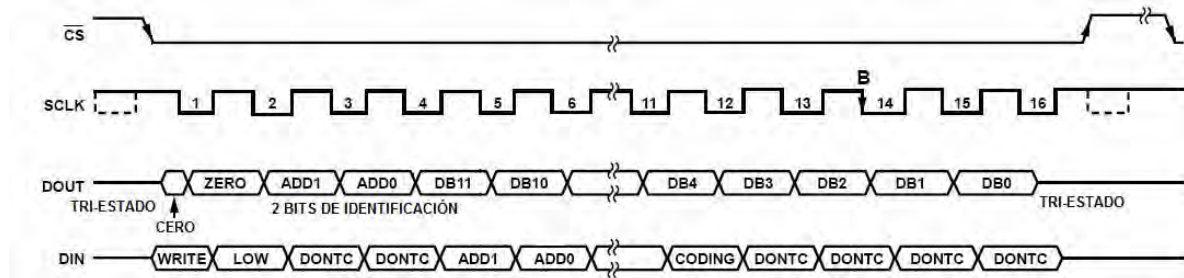 CS
B
SCLK 1 2 3 4 5 6 11 12 13 14 15 16
DOUT ZERO ADD1 ADD0 DB11 DB10 DB4 DB3 DB2 DB1 DB0
TRI-ESTADO 2 BITS DE IDENTIFICACIÓN TRI-ESTADO
CERO
DIN WRITE LOW DONTC DONTC ADD1 ADD0 CODING DONTC DONTC DONTC DONTC